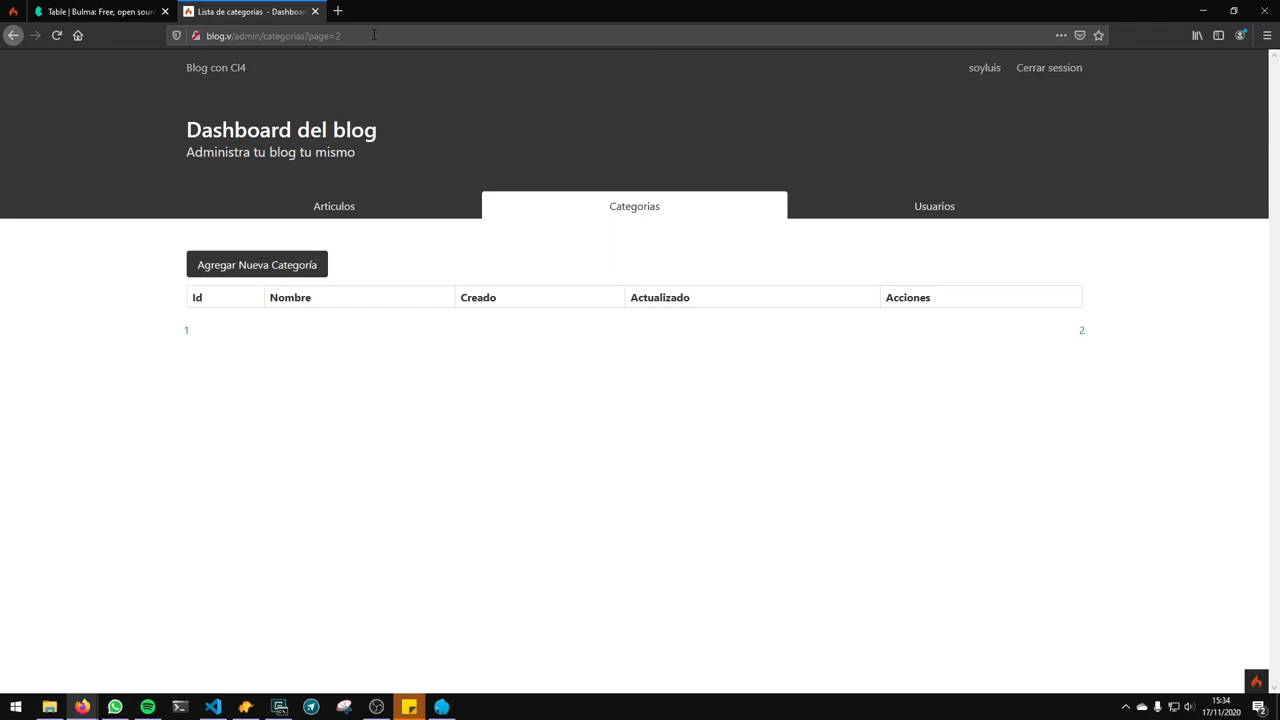 Table | Bulma: Free, open sour
Lista de categorias - Dashboa
blog.v/admin/categorias?page=2
Blog con CI4
soyluis
Cerrar session
Dashboard del blog
Administra tu blog tu mismo
Articulos
Categorias
Usuarios
Agregar Nueva Categoría
Id
Nombre
Creado
Actualizado
Acciones
1
2
15:34
17/11/2020
2